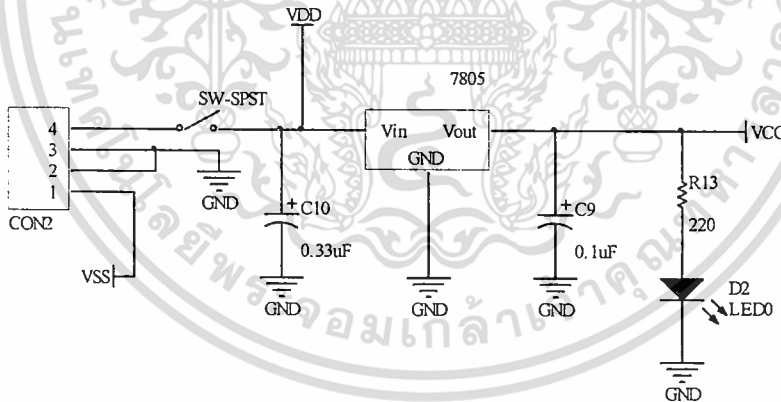 VDD
7805
SW-SPST
4
3
2
1
CON2
VSS
GND
Vin
Vout
GND
VCC
C10
0.33uF
GND
GND
C9
0.1uF
GND
R13
220
D2
LED0
GND